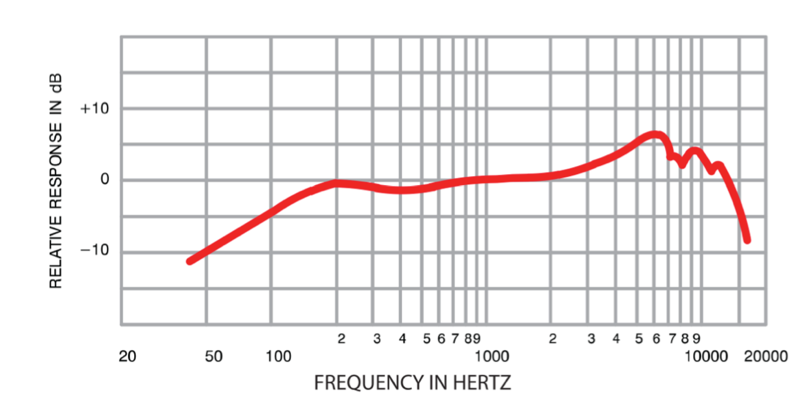 RELATIVE RESPONSE IN dB
+10
0
−10
2 3 4 5 6 7 8 9 2 3 4 5 6 7 8 9
20 50 100 1000 10000 20000
FREQUENCY IN HERTZ